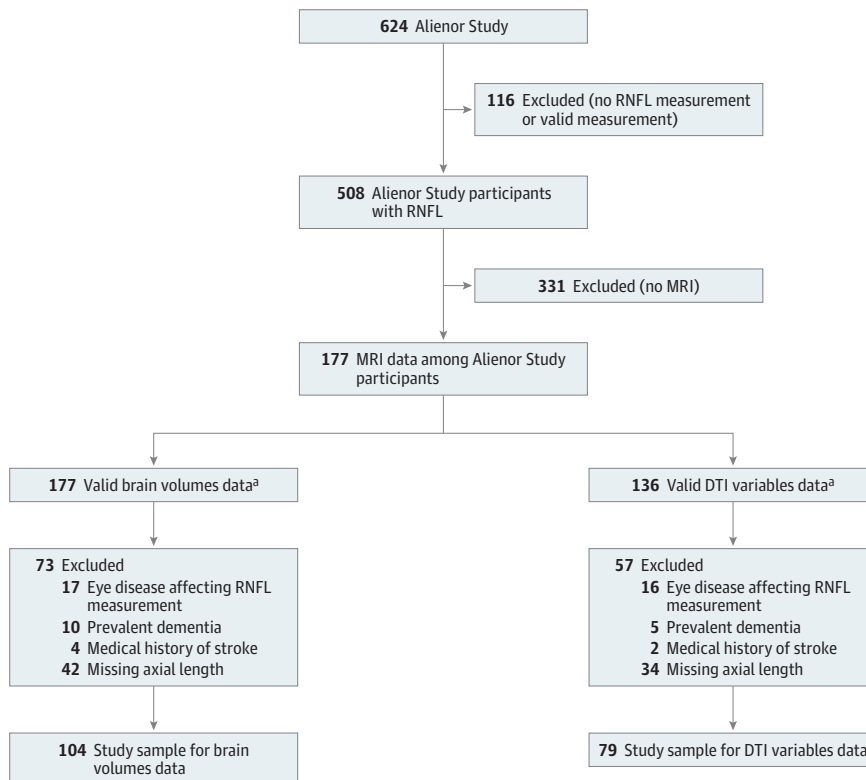 624 Alienor Study
116 Excluded (no RNFL measurement
or valid measurement)
508 Alienor Study participants
with RNFL
331 Excluded (no MRI)
177 MRI data among Alienor Study
participants
177 Valid brain volumes dataa
136 Valid DTI variables dataa
73 Excluded
17 Eye disease affecting RNFL
measurement
10 Prevalent dementia
4 Medical history of stroke
42 Missing axial length
57 Excluded
16 Eye disease affecting RNFL
measurement
5 Prevalent dementia
2 Medical history of stroke
34 Missing axial length
104 Study sample for brain
volumes data
79 Study sample for DTI variables data